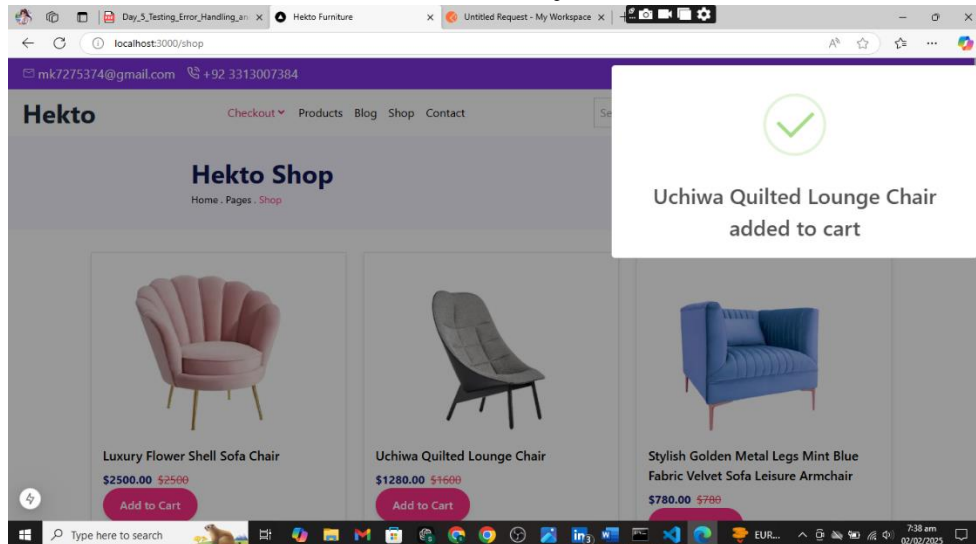 Day_5_Testing_Error_Handling_an
Hekto Furniture
Untitled Request - My Workspace
localhost:3000/shop
mk7275374@gmail.com +92 3313007384
Hekto
Checkout Products Blog Shop Contact
Se
Hekto Shop
Home . Pages . Shop
Uchiwa Quilted Lounge Chair
added to cart
Luxury Flower Shell Sofa Chair
$2500.00 $2500
Add to Cart
Uchiwa Quilted Lounge Chair
$1280.00 $1600
Add to Cart
Stylish Golden Metal Legs Mint Blue
Fabric Velvet Sofa Leisure Armchair
$780.00 $780
Type here to search
EUR...
7:38 am
02/02/2025